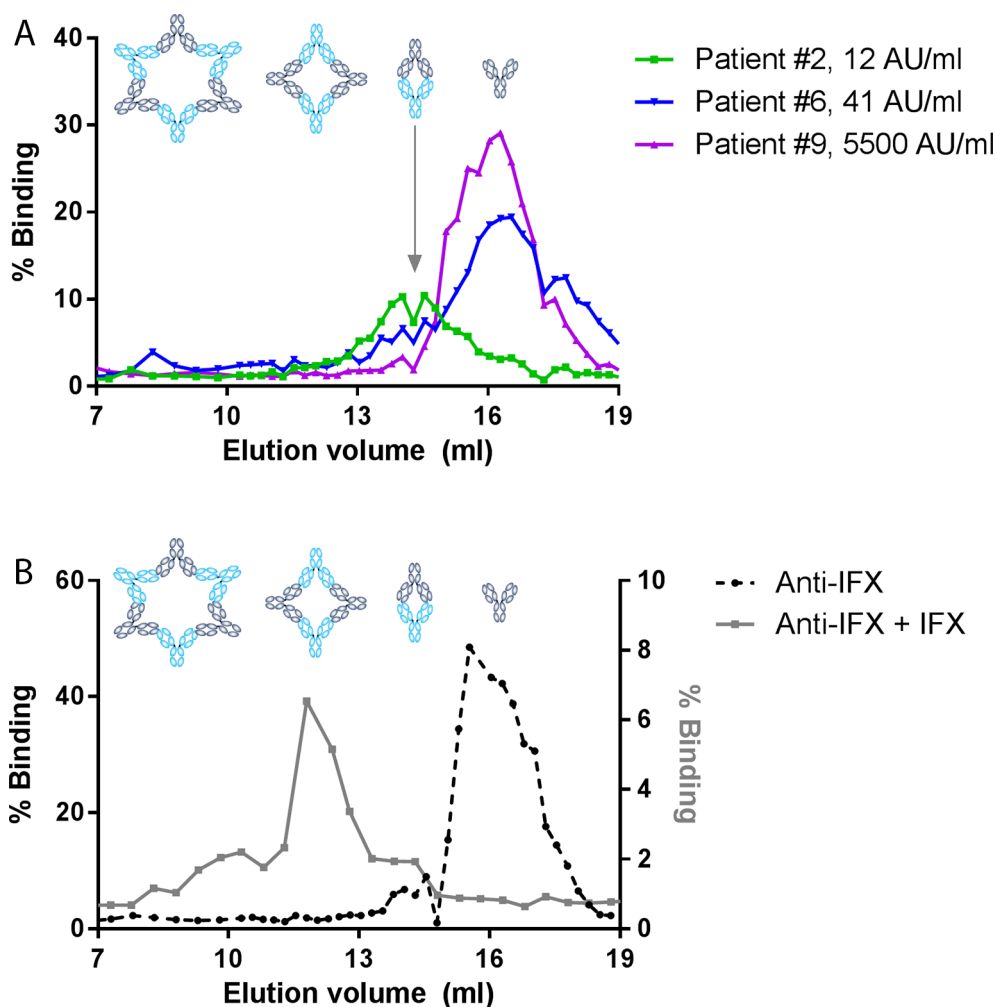 A
40
30
20
10
0
% Binding
7 10 13 16 19
Elution volume (ml)
Patient #2, 12 AU/ml
Patient #6, 41 AU/ml
Patient #9, 5500 AU/ml
B
60
40
20
0
% Binding
10
8
6
4
2
0
% Binding
7 10 13 16 19
Elution volume (ml)
Anti-IFX
Anti-IFX + IFX